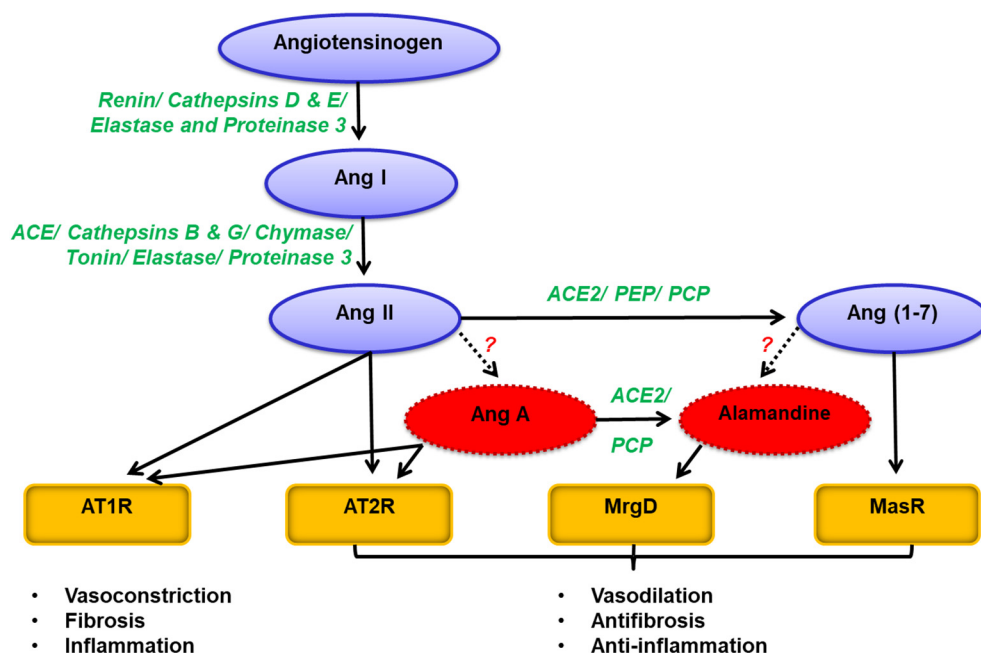 Angiotensinogen
Renin/ Cathepsins D & E/
Elastase and Proteinase 3
Ang I
ACE/ Cathepsins B & G/ Chymase/
Tonin/ Elastase/ Proteinase 3
Ang II
ACE2/ PEP/ PCP
Ang (1-7)
?
?
Ang A
ACE2/
PCP
Alamandine
AT1R
AT2R
MrgD
MasR
• Vasoconstriction
• Fibrosis
• Inflammation
• Vasodilation
• Antifibrosis
• Anti-inflammation